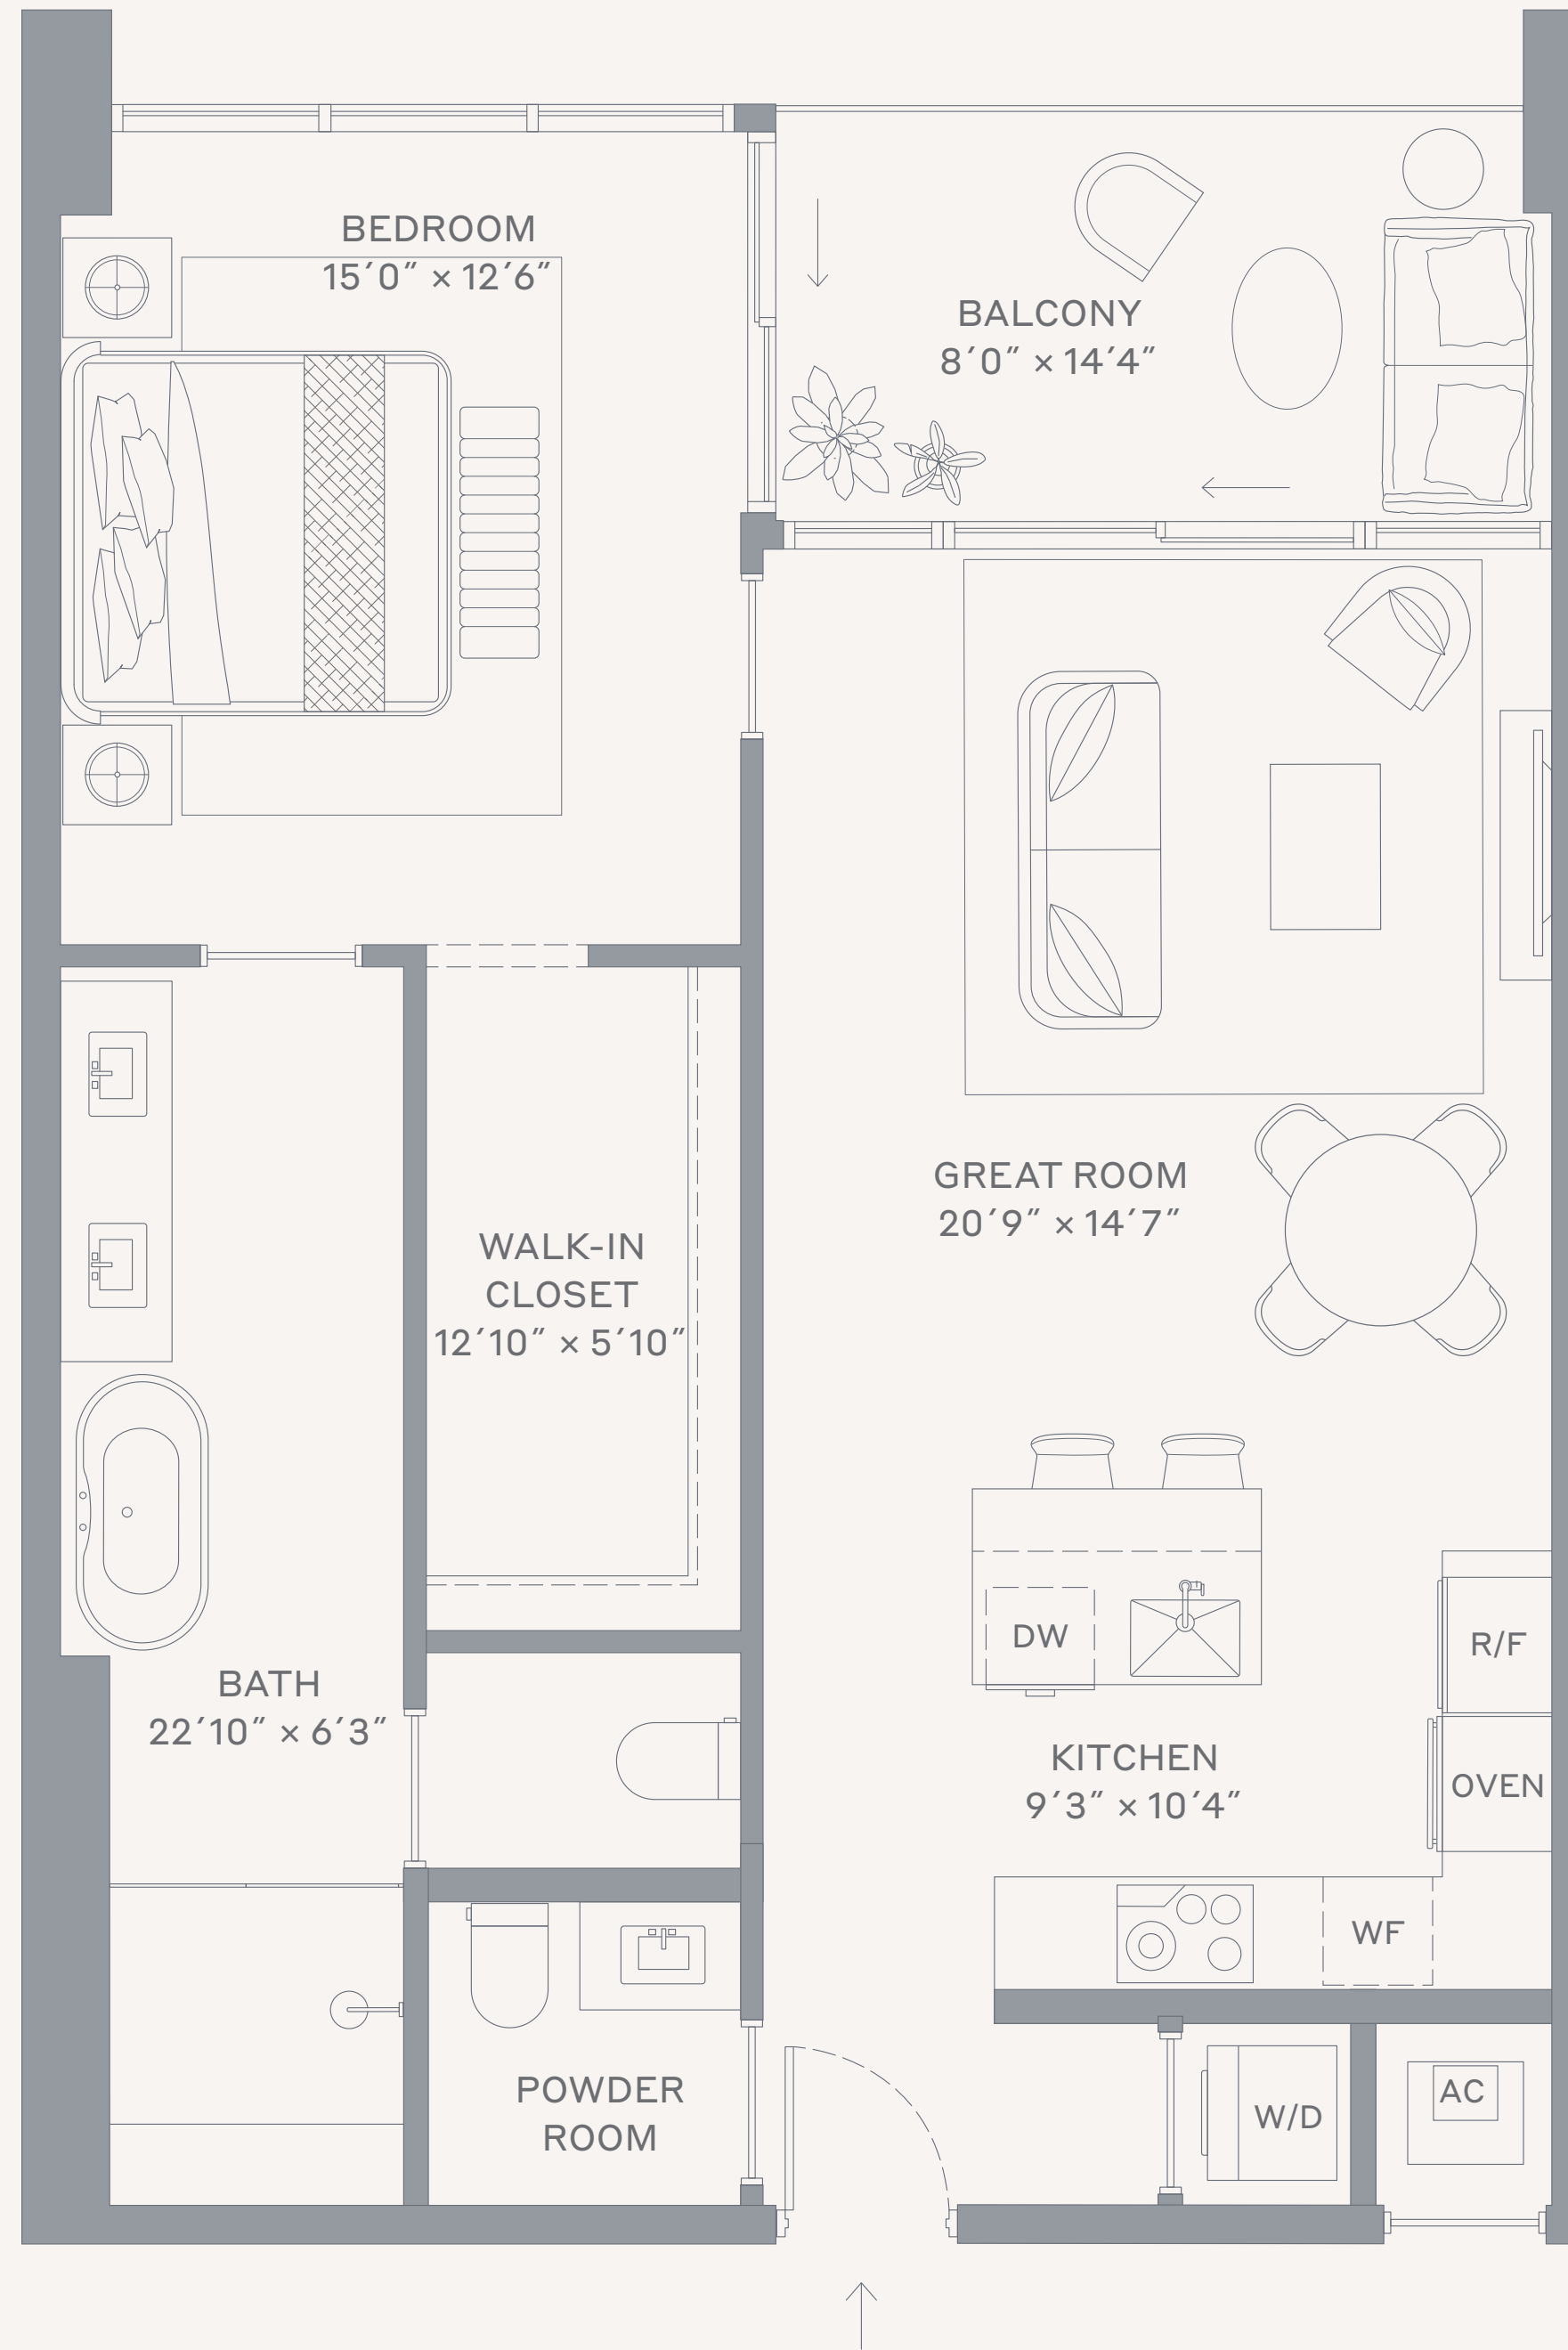 BEDROOM
15´0˝ × 12´6˝
BALCONY
8´0˝ × 14´4˝
GREAT ROOM
20´9˝ × 14´7˝
WALK-IN
CLOSET
12´10˝ × 5´10˝
DW
R/F
BATH
22´10˝ × 6´3˝
KITCHEN
9´3˝ × 10´4˝
OVEN
WF
POWDER
ROOM
W/D
AC